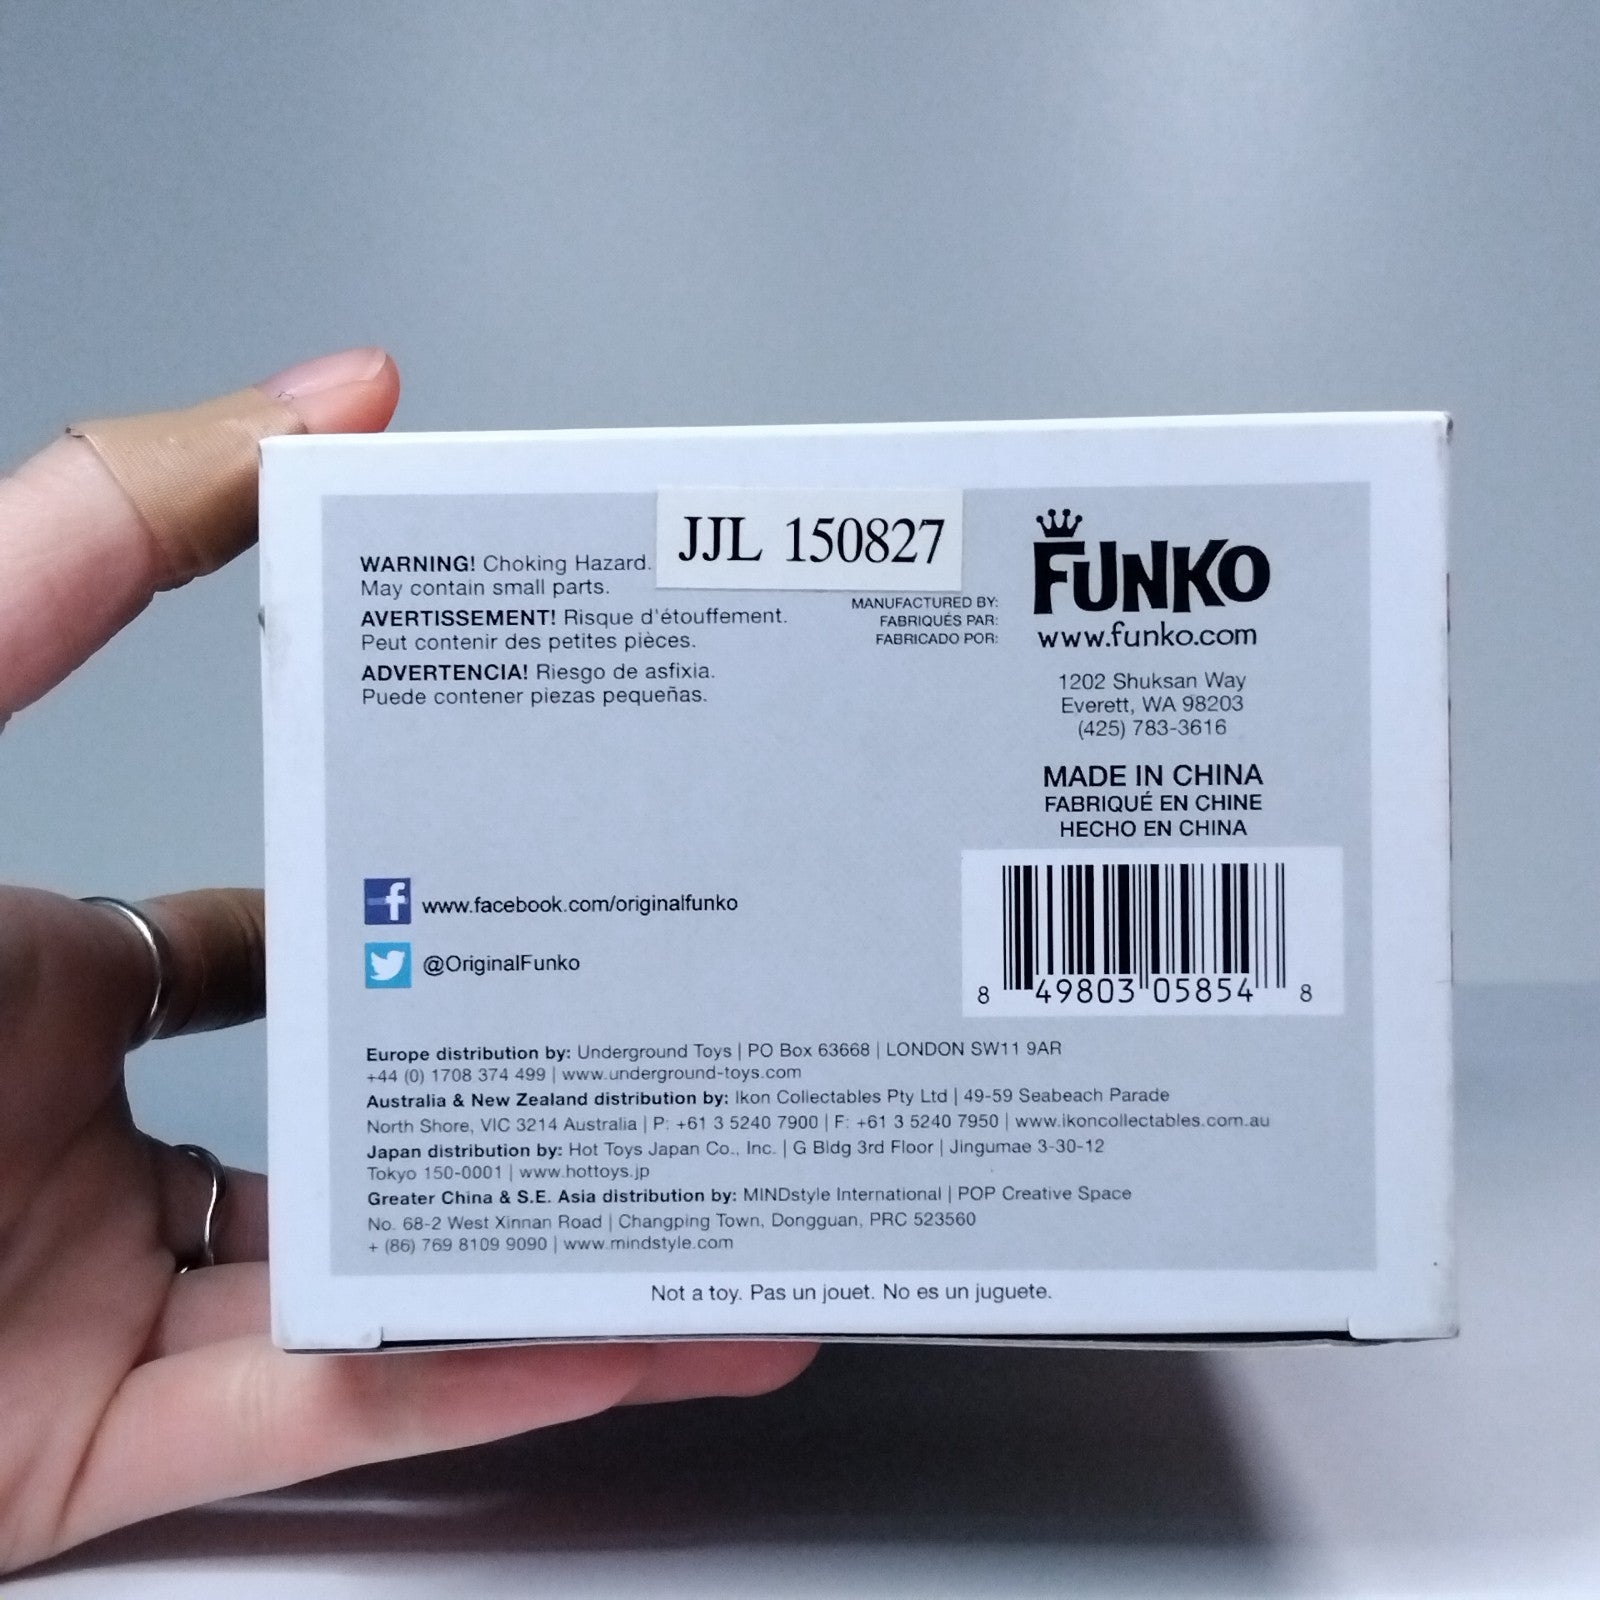 JJL 150827
WARNING! Choking Hazard.
May contain small parts.
AVERTISSEMENT! Risque d'étouffement.
Peut contenir des petites pièces.
ADVERTENCIA! Riesgo de asfixia.
Puede contener piezas pequeñas.
MANUFACTURED BY:
FABRIQUÉS PAR:
FABRICADO POR:
FUNKO
www.funko.com
1202 Shuksan Way
Everett, WA 98203
(425) 783-3616
MADE IN CHINA
FABRIQUÉ EN CHINE
HECHO EN CHINA
www.facebook.com/originalfunko
@OriginalFunko
8 49803 05854 8
Europe distribution by: Underground Toys | PO Box 63668 | LONDON SW11 9AR
+44 (0) 1708 374 499 | www.underground-toys.com
Australia & New Zealand distribution by: Ikon Collectables Pty Ltd | 49-59 Seabeach Parade
North Shore, VIC 3214 Australia | P: +61 3 5240 7900 | F: +61 3 5240 7950 | www.ikoncollectables.com.au
Japan distribution by: Hot Toys Japan Co., Inc. | G Bldg 3rd Floor | Jingumae 3-30-12
Tokyo 150-0001 | www.hottoys.jp
Greater China & S.E. Asia distribution by: MINDstyle International | POP Creative Space
No. 68-2 West Xinnan Road | Changping Town, Dongguan, PRC 523560
+ (86) 769 8109 9090 | www.mindstyle.com
Not a toy. Pas un jouet. No es un juguete.